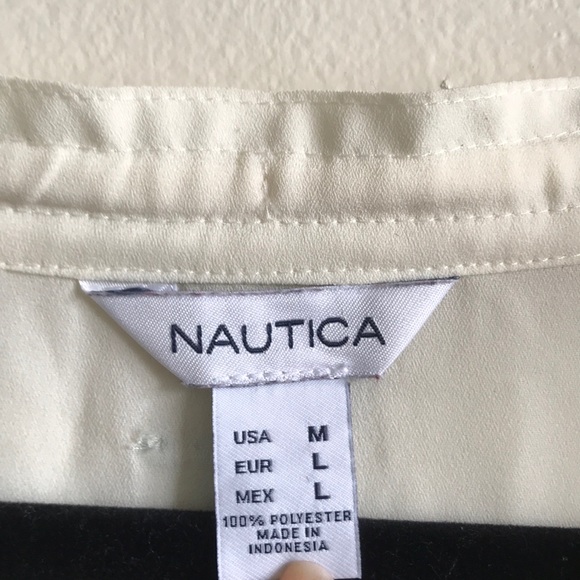 NAUTICA
USA M
EUR L
MEX L
100% POLYESTER
MADE IN
INDONESIA